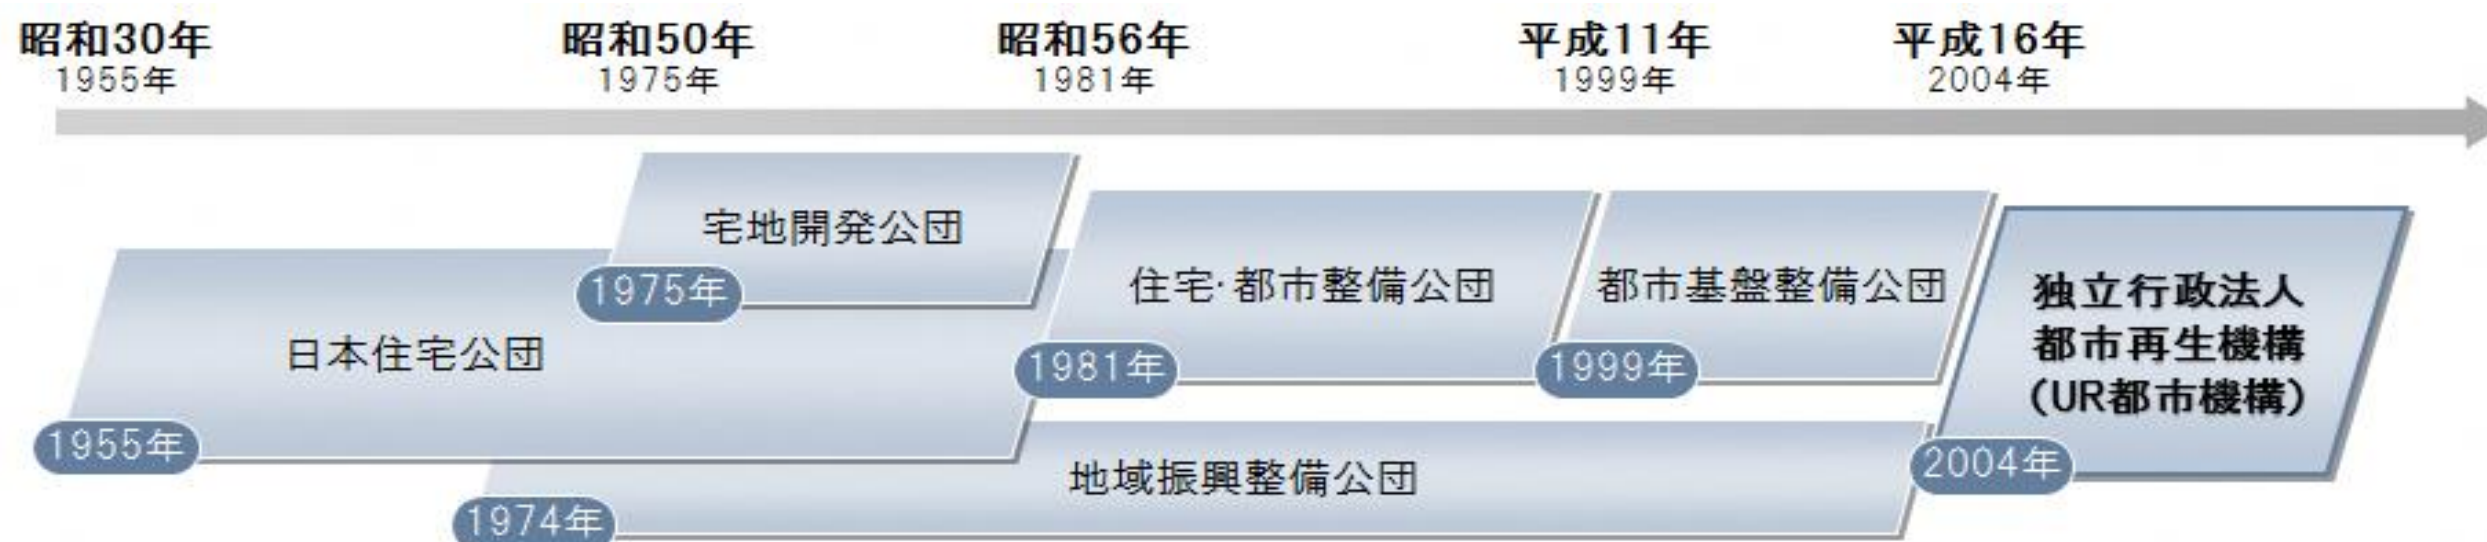 昭和30年
1955年
昭和50年
1975年
昭和56年
1981年
平成11年
1999年
平成16年
2004年
宅地開発公団
1975年
日本住宅公団
1955年
住宅·都市整備公団
1981年
都市基盤整備公団
1999年
独立行政法人
都市再生機構
(UR都市機構)
2004年
地域振興整備公団
1974年